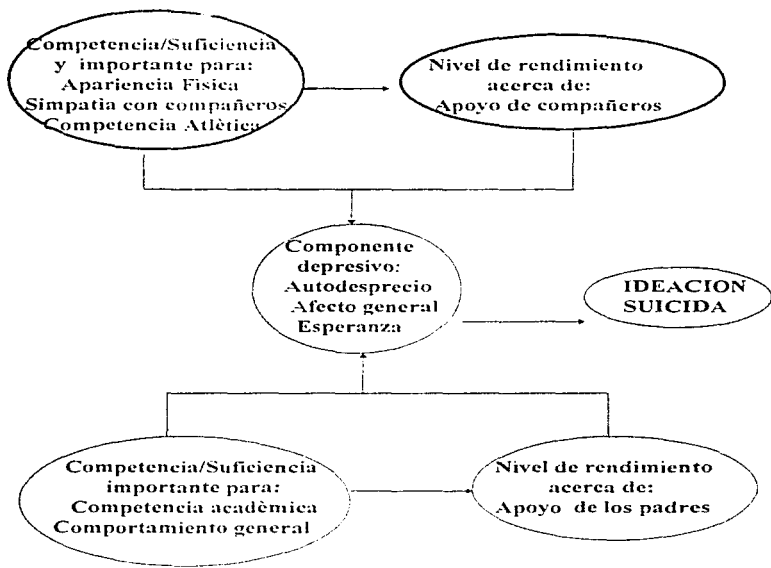 Competencia/Suficiencia
y importante para:
Apariencia Fisica
Simpatia con compañeros
Competencia Atlètica
Nivel de rendimiento
acerca de:
Apoyo de compañeros
Componente
depresivo:
Autodesprecio
Afecto general
Esperanza
IDEACION
SUICIDA
Competencia/Suficiencia
importante para:
Competencia acadèmica
Comportamiento general
Nivel de rendimiento
acerca de:
Apoyo de los padres